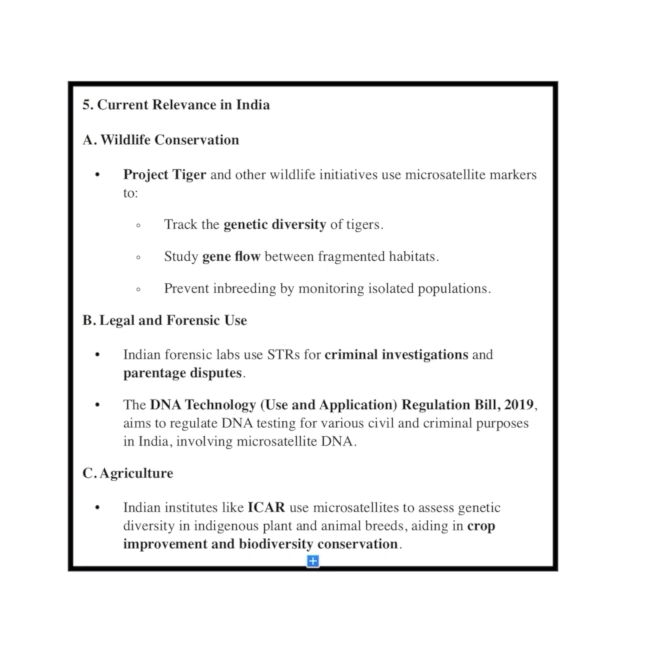 5. Current Relevance in India
A. Wildlife Conservation
• Project Tiger and other wildlife initiatives use microsatellite markers
to:
◦ Track the genetic diversity of tigers.
◦ Study gene flow between fragmented habitats.
◦ Prevent inbreeding by monitoring isolated populations.
B. Legal and Forensic Use
• Indian forensic labs use STRs for criminal investigations and
parentage disputes.
• The DNA Technology (Use and Application) Regulation Bill, 2019,
aims to regulate DNA testing for various civil and criminal purposes
in India, involving microsatellite DNA.
C. Agriculture
• Indian institutes like ICAR use microsatellites to assess genetic
diversity in indigenous plant and animal breeds, aiding in crop
improvement and biodiversity conservation.